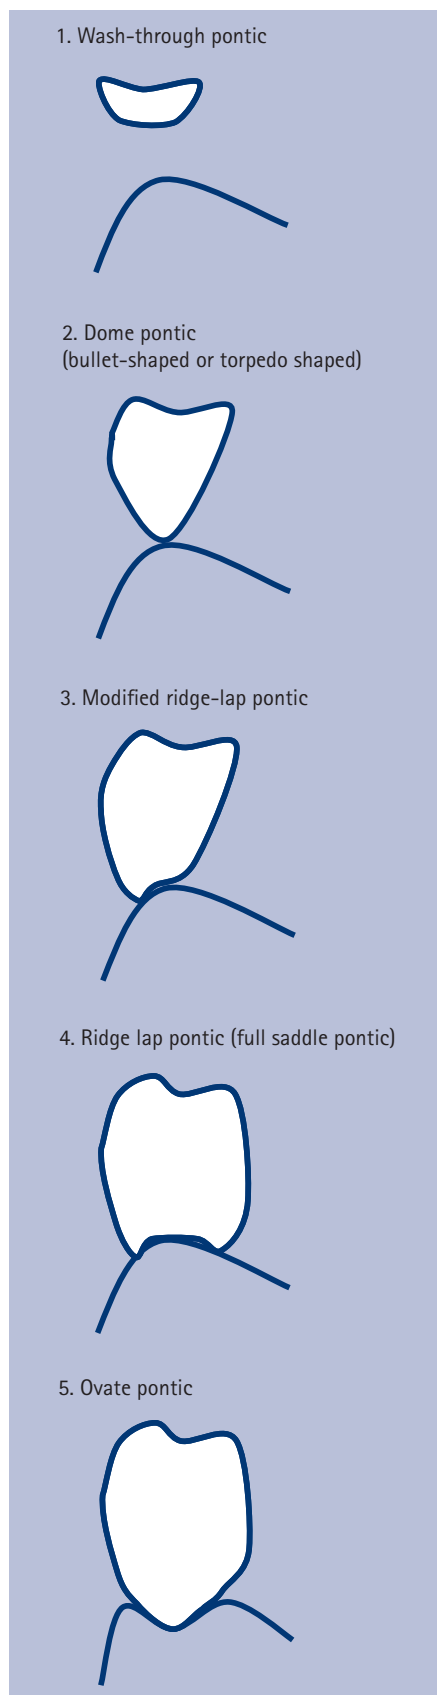 1. Wash-through pontic
2. Dome pontic
(bullet-shaped or torpedo shaped)
3. Modified ridge-lap pontic
4. Ridge lap pontic (full saddle pontic)
5. Ovate pontic